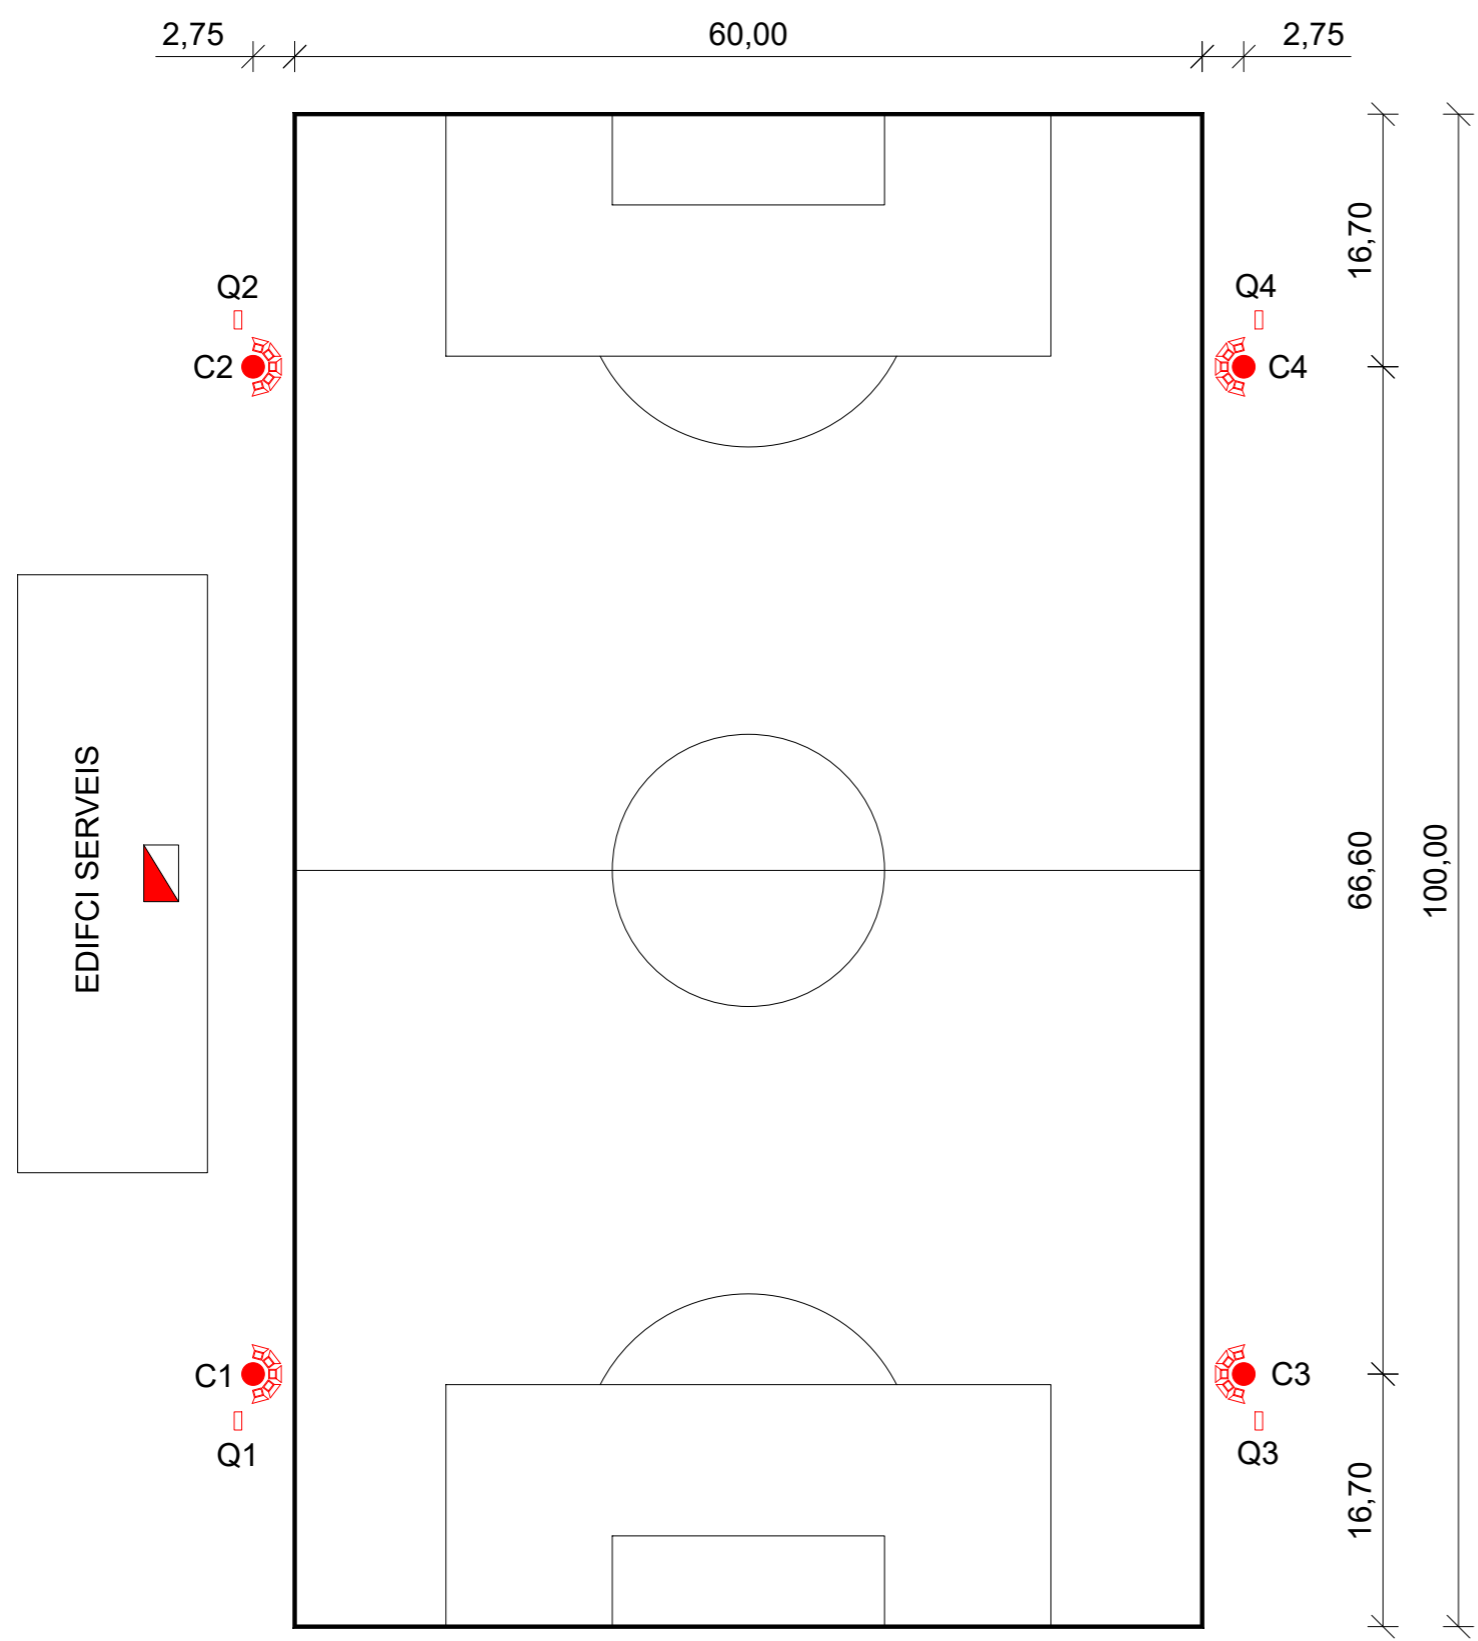 2,75
60,00
2,75
16,70
Q2
Q4
C2
C4
EDIFCI SERVEIS
66,60
100,00
C1
C3
Q1
Q3
16,70